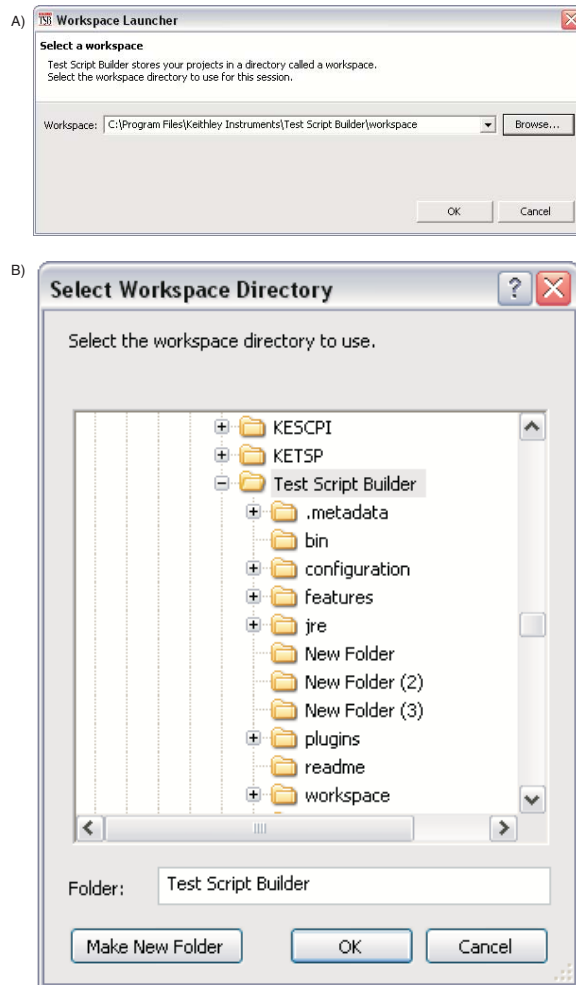 A)
TSB Workspace Launcher
Select a workspace
Test Script Builder stores your projects in a directory called a workspace.
Select the workspace directory to use for this session.
Workspace: C:\Program Files\Keithley Instruments\Test Script Builder\workspace Browse...
OK Cancel
B)
Select Workspace Directory ?
Select the workspace directory to use.
KESCPI
KETSP
Test Script Builder
.metadata
bin
configuration
features
jre
New Folder
New Folder (2)
New Folder (3)
plugins
readme
workspace
Folder: Test Script Builder
Make New Folder OK Cancel